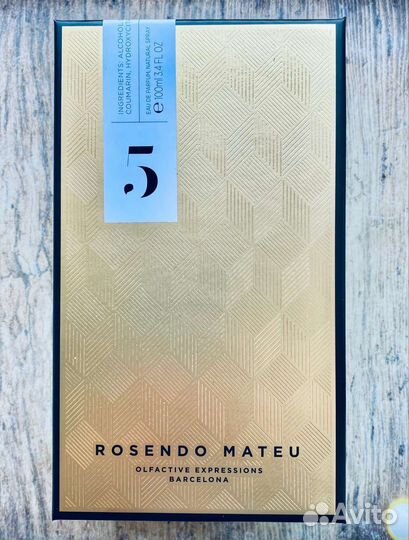 INGREDIENTS: ALCOHOL
COUMARIN, HYDROXYCIT
EAU DE PARFUM, NATURAL SPRAY
e 100ml 3.4 FL OZ
5
ROSENDO MATEU
OLFACTIVE EXPRESSIONS
BARCELONA
Avito